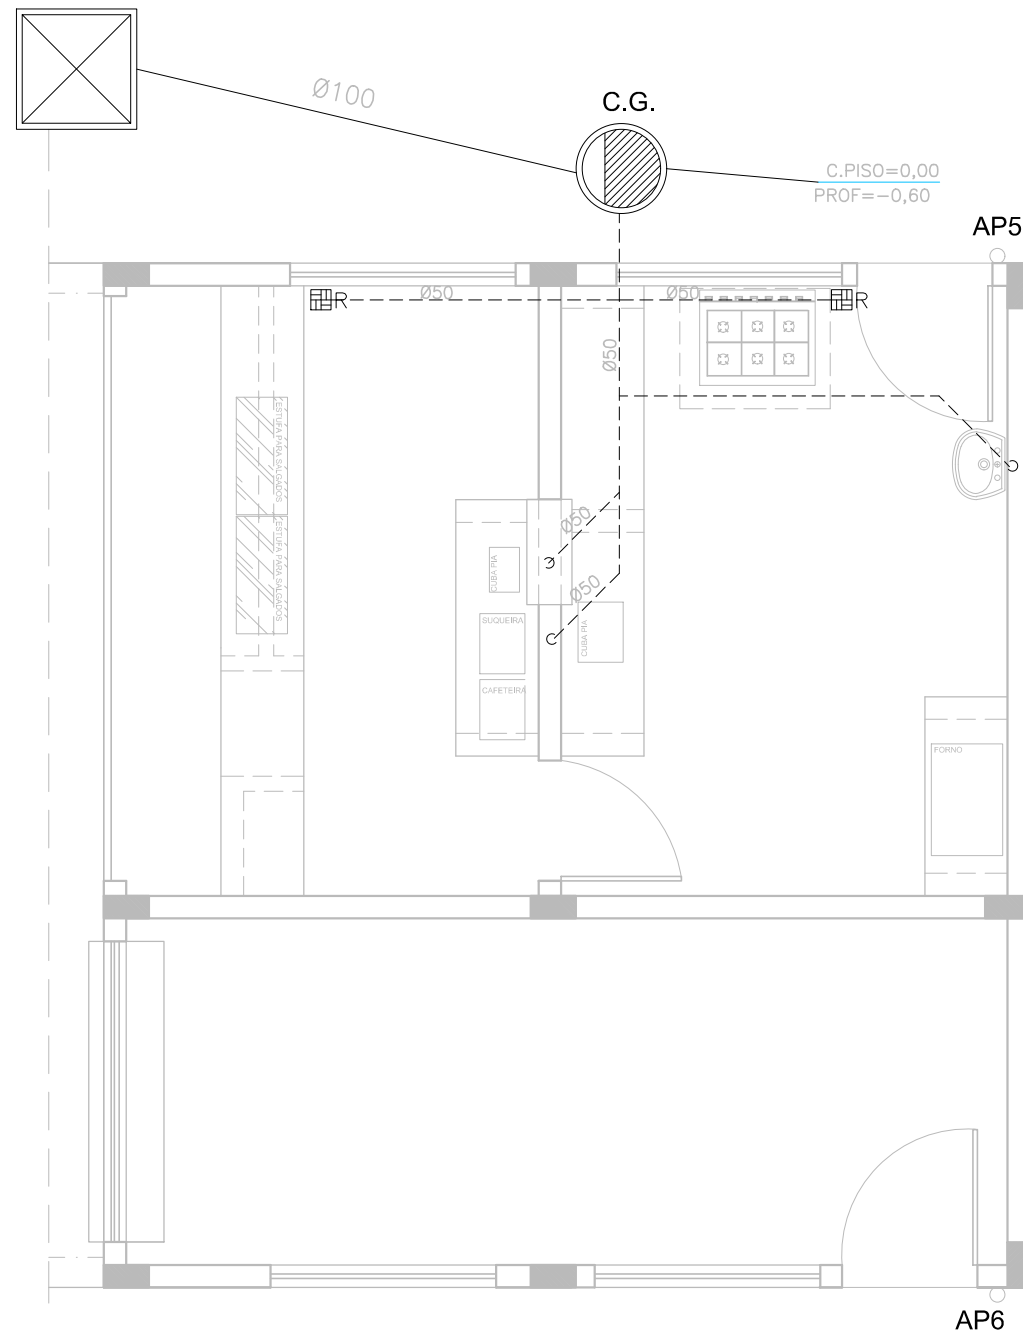 Ø100
C.G.
C.PISO=0,00
PROF=-0,60
AP5
R
Ø50
Ø50
R
Ø50
ESTUFA PARA SALGADOS
ESTUFA PARA SALGADOS
Ø50
CUBA PIA
Ø50
SUQUEIRA
CUBA PIA
CAFETEIRA
FORNO
AP6